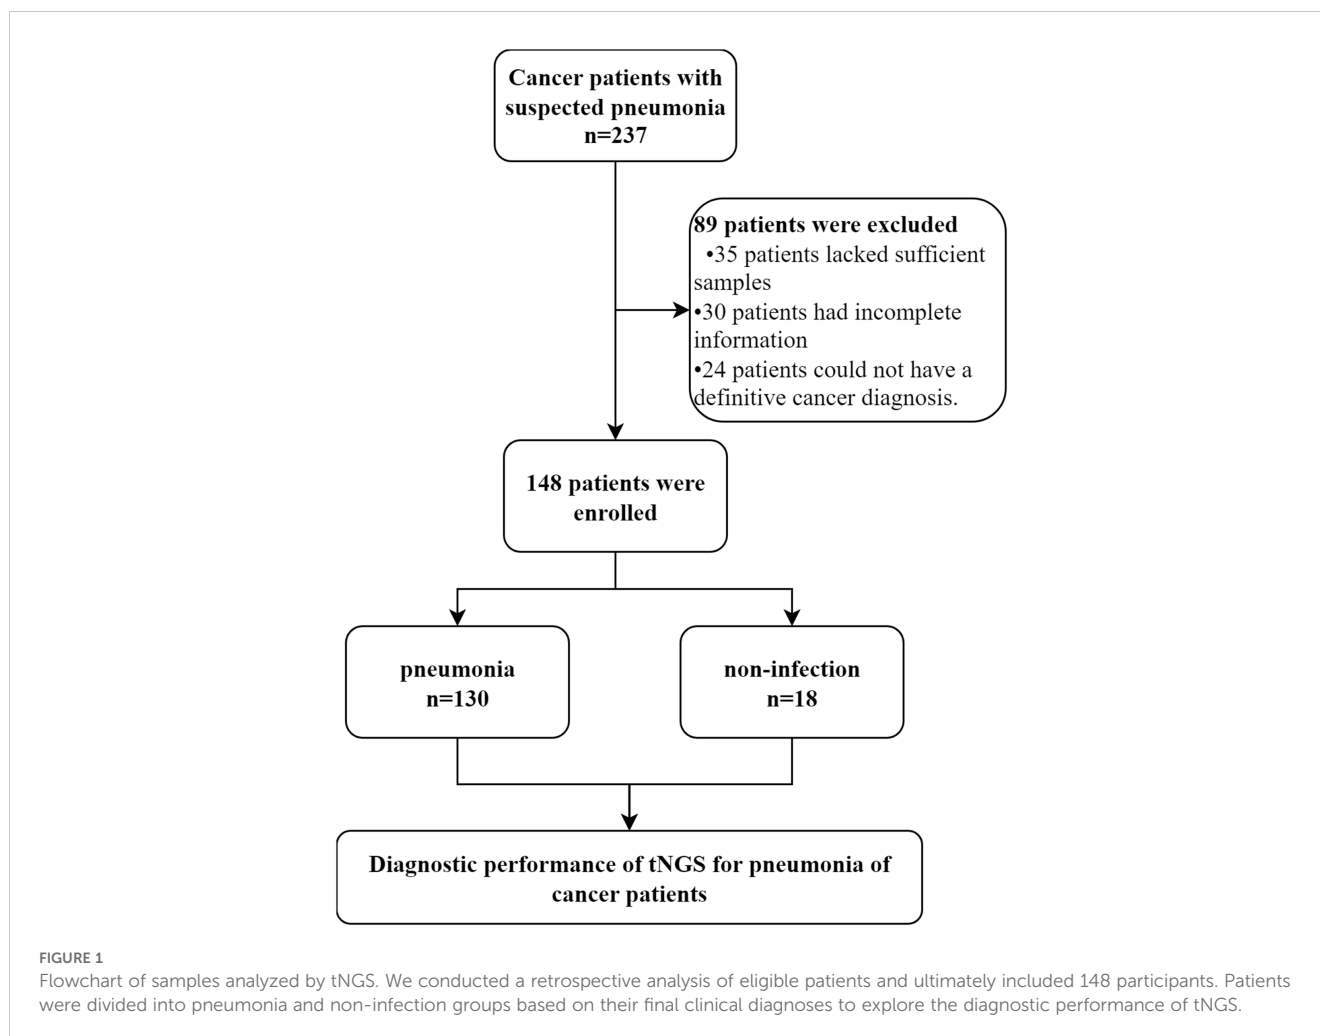 Cancer patients with
suspected pneumonia
n=237
89 patients were excluded
•35 patients lacked sufficient
samples
•30 patients had incomplete
information
•24 patients could not have a
definitive cancer diagnosis.
148 patients were
enrolled
pneumonia
n=130
non-infection
n=18
Diagnostic performance of tNGS for pneumonia of
cancer patients
FIGURE 1
Flowchart of samples analyzed by tNGS. We conducted a retrospective analysis of eligible patients and ultimately included 148 participants. Patients
were divided into pneumonia and non-infection groups based on their final clinical diagnoses to explore the diagnostic performance of tNGS.